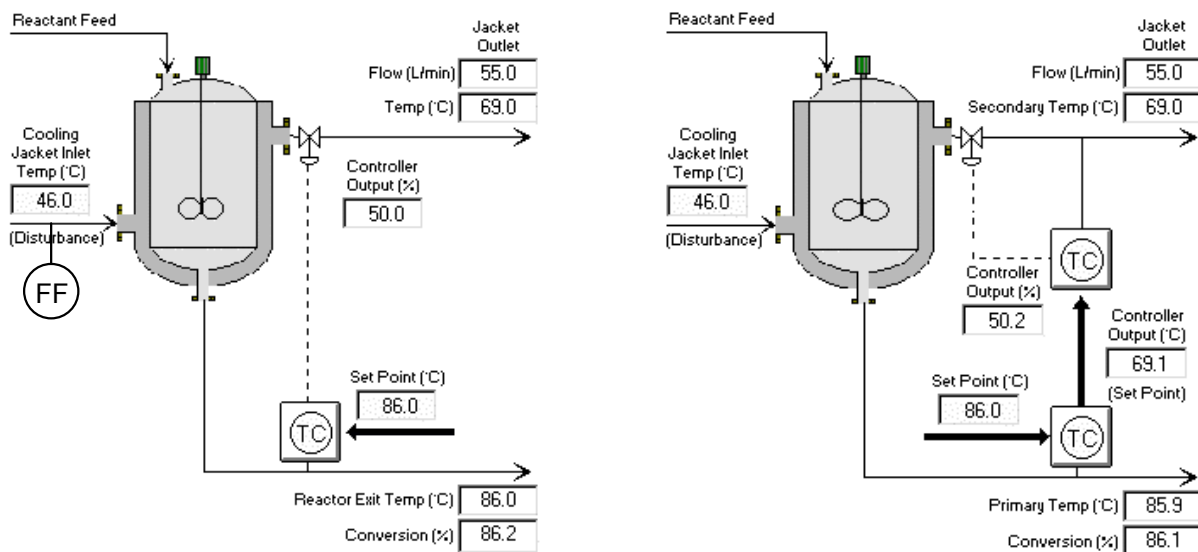 Reactant Feed
Jacket
Outlet
Flow (L/min) 55.0
Temp (°C) 69.0
Cooling
Jacket Inlet
Temp (°C)
46.0
(Disturbance)
FF
Controller
Output (%)
50.0
Set Point (°C)
86.0
TC
Reactor Exit Temp (°C) 86.0
Conversion (%) 86.2
Reactant Feed
Jacket
Outlet
Flow (L/min) 55.0
Secondary Temp (°C) 69.0
Cooling
Jacket Inlet
Temp (°C)
46.0
(Disturbance)
TC
Controller
Output (%)
50.2
Controller
Output (°C)
69.1
(Set Point)
Set Point (°C)
86.0
TC
Primary Temp (°C) 85.9
Conversion (%) 86.1